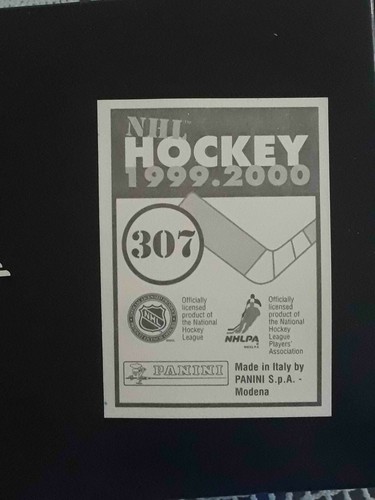 NHL™
HOCKEY
1999.2000
307
NHL
Officially
licensed
product of
the National
Hockey
League
NHLPA
Officially
licensed
product of
the National
Hockey
League
Players'
Association
PANINI
Made in Italy by
PANINI S.p.A. -
Modena